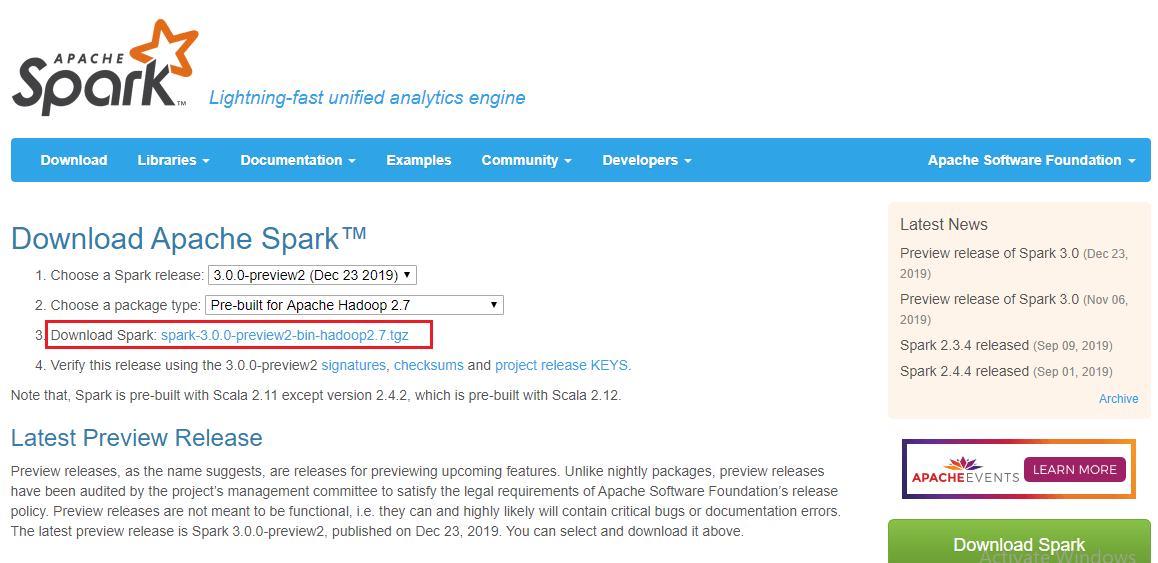 APACHE
Spark™
Lightning-fast unified analytics engine
Download Libraries Documentation Examples Community Developers Apache Software Foundation
Download Apache Spark™
1. Choose a Spark release: 3.0.0-preview2 (Dec 23 2019)
2. Choose a package type: Pre-built for Apache Hadoop 2.7
3. Download Spark: spark-3.0.0-preview2-bin-hadoop2.7.tgz
4. Verify this release using the 3.0.0-preview2 signatures, checksums and project release KEYS.
Note that, Spark is pre-built with Scala 2.11 except version 2.4.2, which is pre-built with Scala 2.12.
Latest Preview Release
Preview releases, as the name suggests, are releases for previewing upcoming features. Unlike nightly packages, preview releases
have been audited by the project’s management committee to satisfy the legal requirements of Apache Software Foundation’s release
policy. Preview releases are not meant to be functional, i.e. they can and highly likely will contain critical bugs or documentation errors.
The latest preview release is Spark 3.0.0-preview2, published on Dec 23, 2019. You can select and download it above.
Latest News
Preview release of Spark 3.0 (Dec 23,
2019)
Preview release of Spark 3.0 (Nov 06,
2019)
Spark 2.3.4 released (Sep 09, 2019)
Spark 2.4.4 released (Sep 01, 2019)
Archive
APACHEEVENTS LEARN MORE
Download Spark
Activate Windows